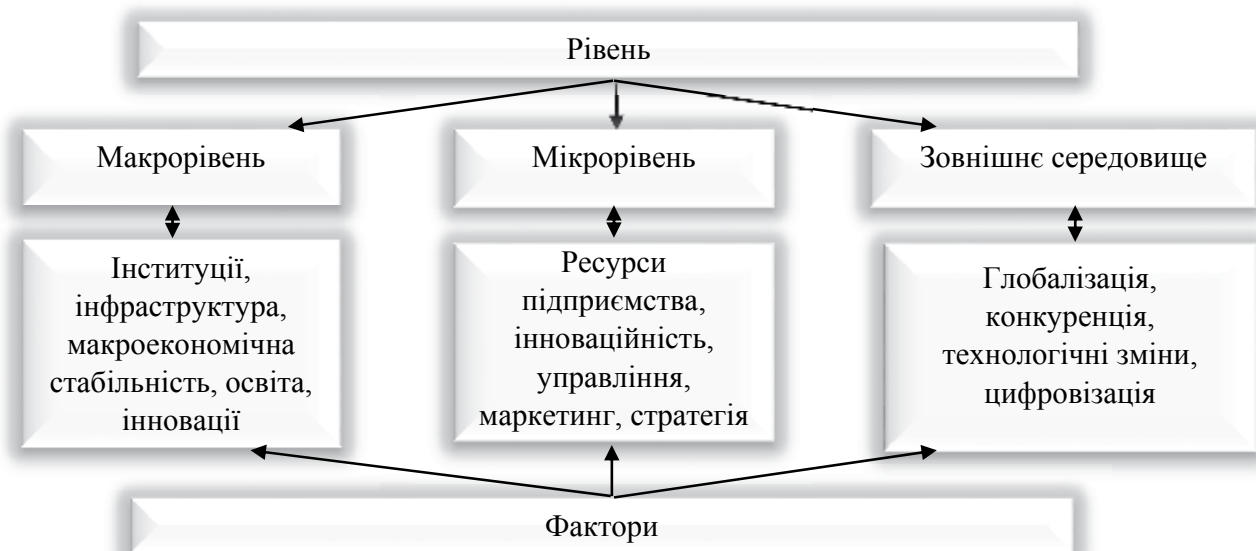 Рівень
Макрорівень
Мікрорівень
Зовнішнє середовище
Інституції,
інфраструктура,
макроекономічна
стабільність, освіта,
інновації
Ресурси
підприємства,
інноваційність,
управління,
маркетинг, стратегія
Глобалізація,
конкуренція,
технологічні зміни,
цифровізація
Фактори